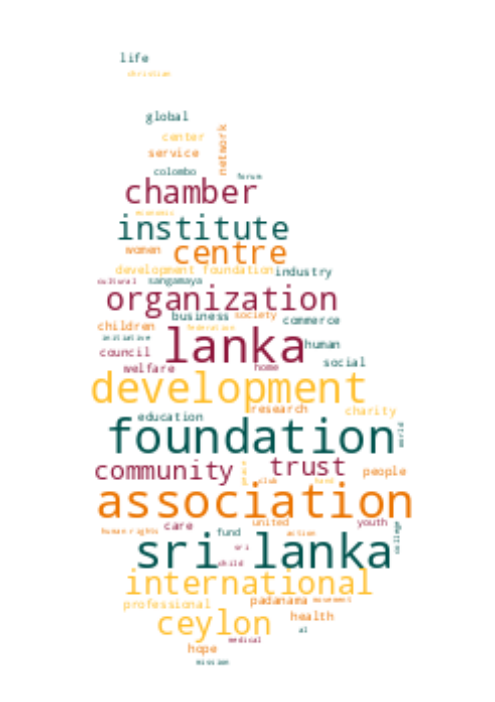 life
christian
global
center
network
service
colombo
forum
chamber
economic
institute
women centre
development foundation industry
cultural sangamaya
organization
business society commerce
children federation
initiative lanka human
council social
welfare home
development
research charity
education
foundation world
community trust people
club fund
association
human rights care united youth
fund action college
sri lanka sri
child
international
professional padanama movement
ceylon health
al
medical
hope
mission